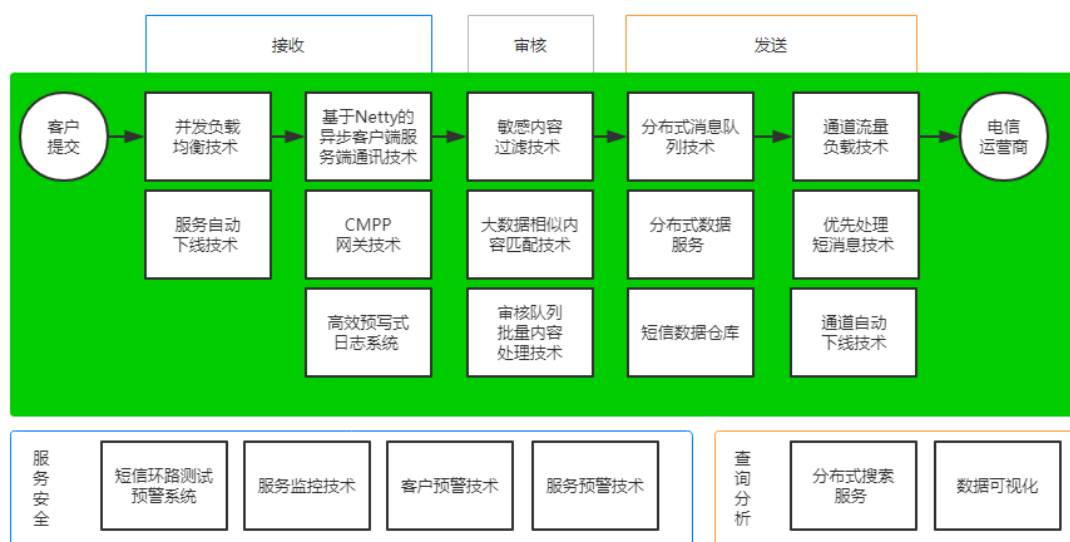 接收
审核
发送
客户
提交
并发负载
均衡技术
基于Netty的
异步客户端服
务端通讯技术
敏感内容
过滤技术
分布式消息队
列技术
通道流量
负载技术
电信
运营商
服务自动
下线技术
CMPP
网关技术
大数据相似内
容匹配技术
分布式数据
服务
优先处理
短消息技术
高效预写式
日志系统
审核队列
批量内容
处理技术
短信数据仓库
通道自动
下线技术
服务安全
短信环路测试
预警系统
服务监控技术
客户预警技术
服务预警技术
查询分析
分布式搜索
服务
数据可视化